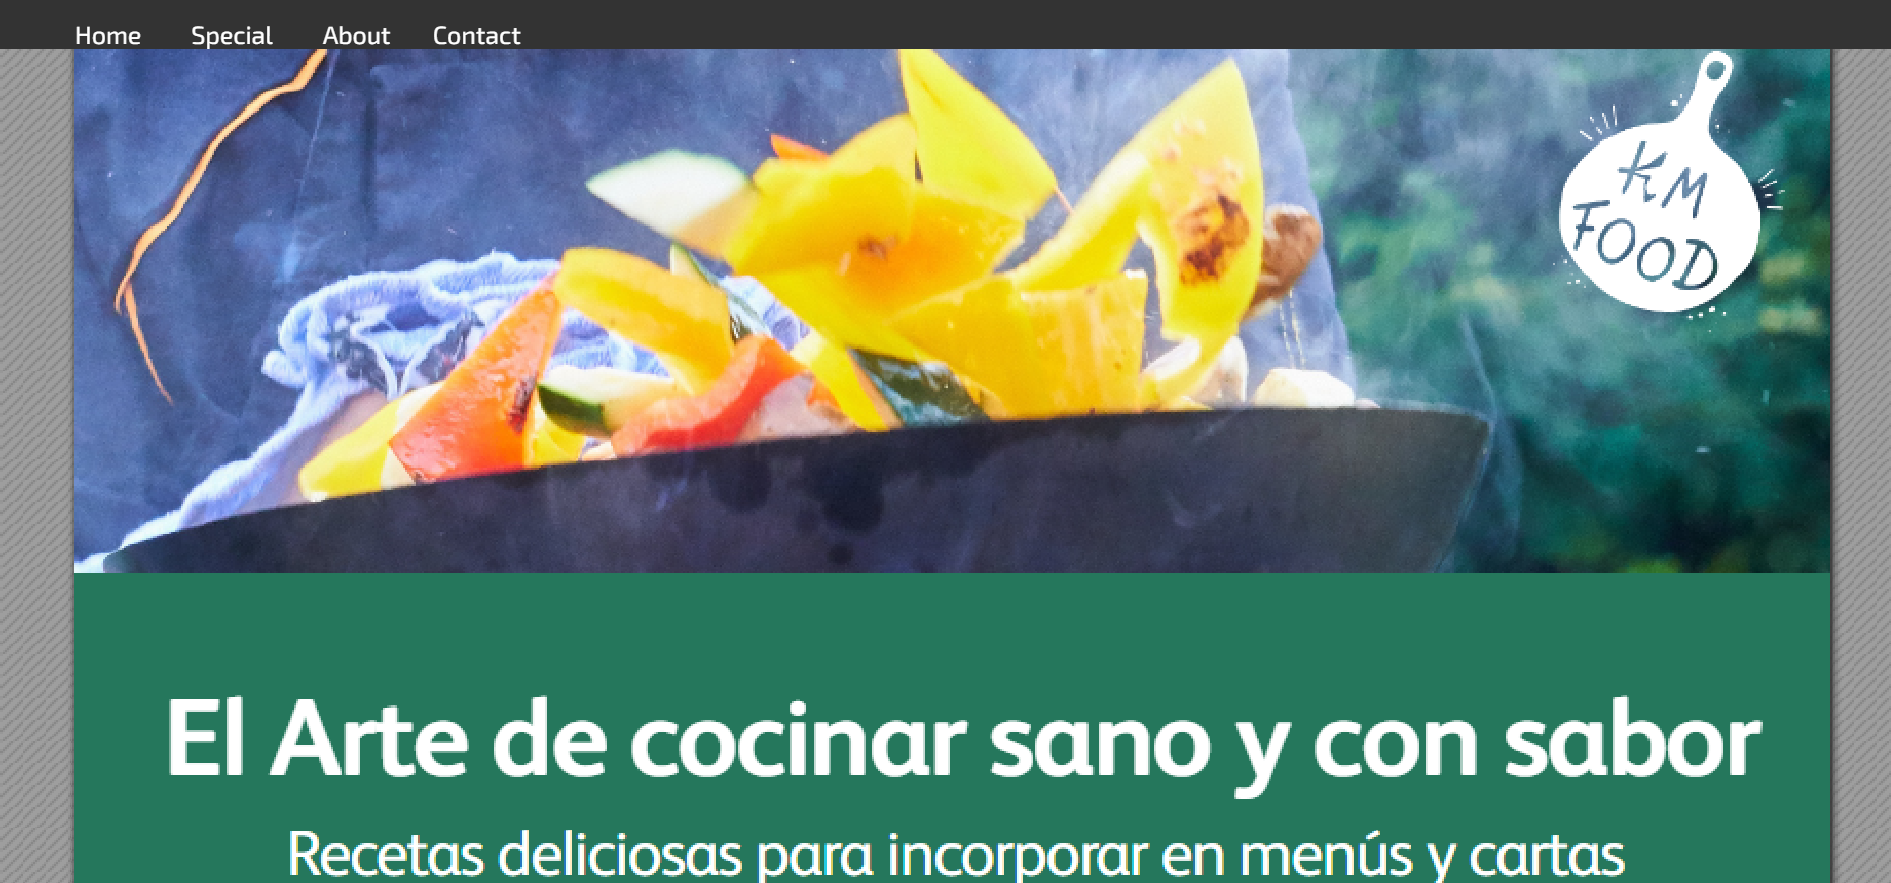 Home Special About Contact
KM
FOOD
El Arte de cocinar sano y con sabor
Recetas deliciosas para incorporar en menús y cartas